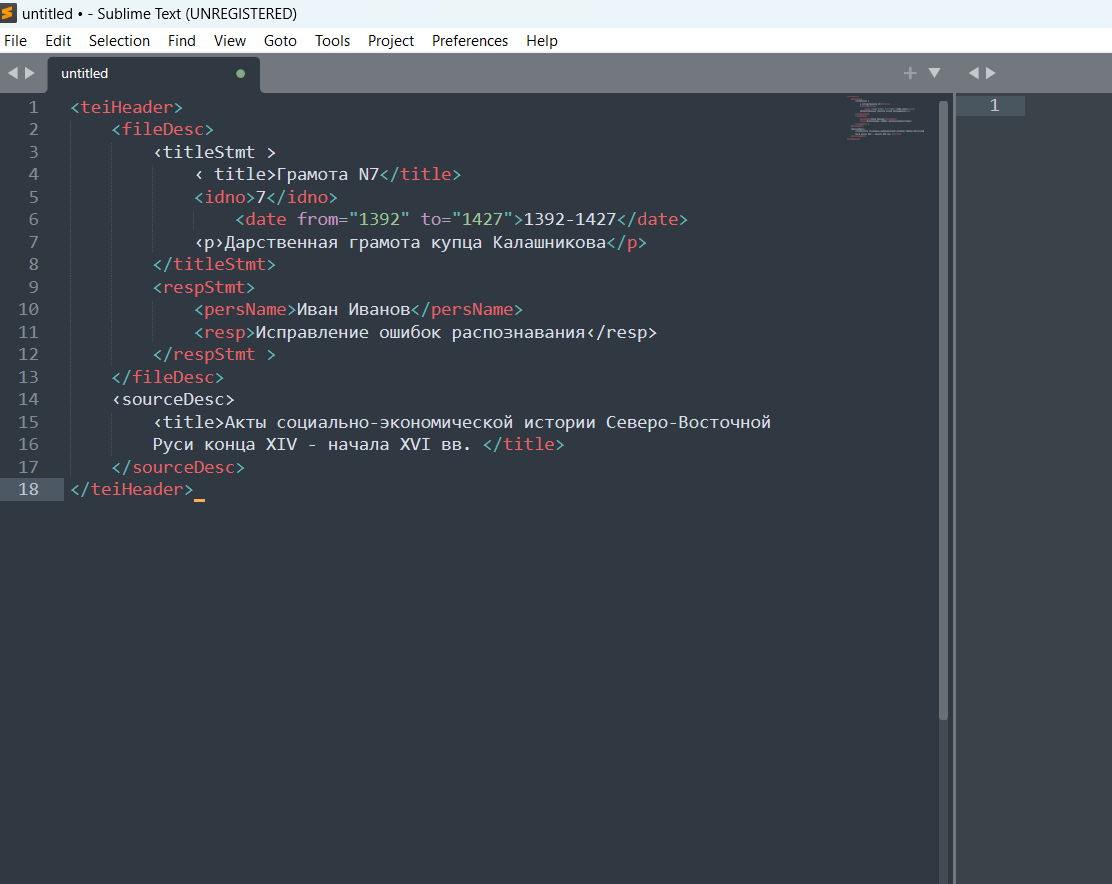 untitled • - Sublime Text (UNREGISTERED)
File Edit Selection Find View Goto Tools Project Preferences Help
untitled
1 <teiHeader>
2 <fileDesc>
3 ‹titleStmt >
4 ‹ title>Грамота N7</title>
5 <idno>7</idno>
6 <date from="1392" to="1427">1392-1427</date>
7 ‹p›Дарственная грамота купца Калашникова</p>
8 </titleStmt>
9 <respStmt>
10 <persName>Иван Иванов</persName>
11 <resp>Исправление ошибок распознавания‹/resp>
12 </respStmt >
13 </fileDesc>
14 ‹sourceDesc>
15 ‹title>Акты социально-экономической истории Северо-Восточной
16 Руси конца XIV - начала XVI вв. </title>
17 </sourceDesc>
18 </teiHeader>
1